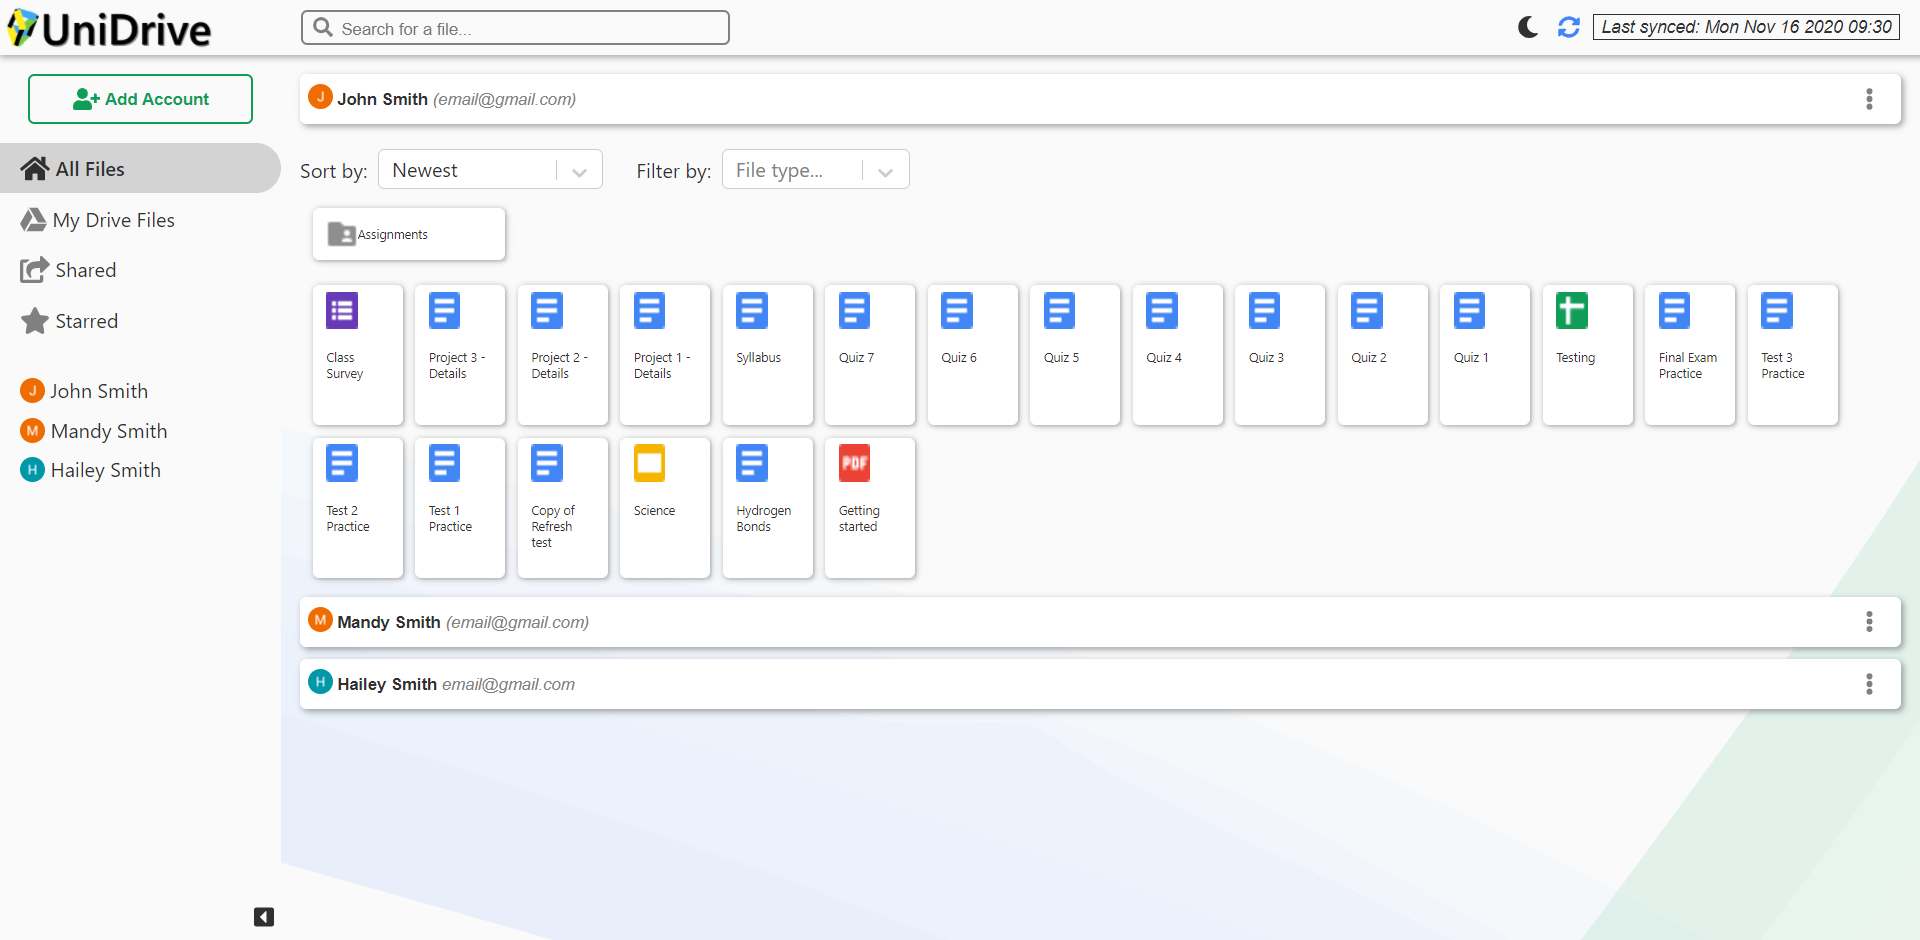 UniDrive
Search for a file...
Last synced: Mon Nov 16 2020 09:30
Add Account
All Files
My Drive Files
Shared
Starred
J John Smith
M Mandy Smith
H Hailey Smith
J John Smith (email@gmail.com)
Sort by: Newest Filter by: File type...
Assignments
Class
Survey
Project 3 -
Details
Project 2 -
Details
Project 1 -
Details
Syllabus
Quiz 7
Quiz 6
Quiz 5
Quiz 4
Quiz 3
Quiz 2
Quiz 1
Testing
Final Exam
Practice
Test 3
Practice
Test 2
Practice
Test 1
Practice
Copy of
Refresh
test
Science
Hydrogen
Bonds
PDF
Getting
started
M Mandy Smith (email@gmail.com)
H Hailey Smith email@gmail.com